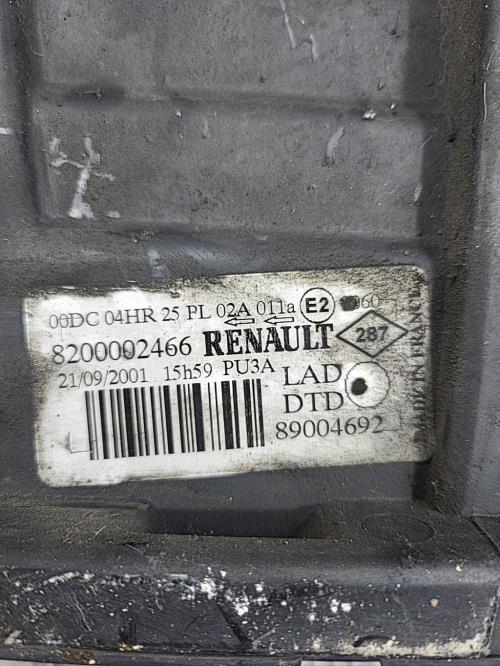 00DC 04HR 25 PL 02A 011a E2 960
8200002466 RENAULT 287
21/09/2001 15h59 PU3A LAD
DTD
89004692
MADE IN FRANCE